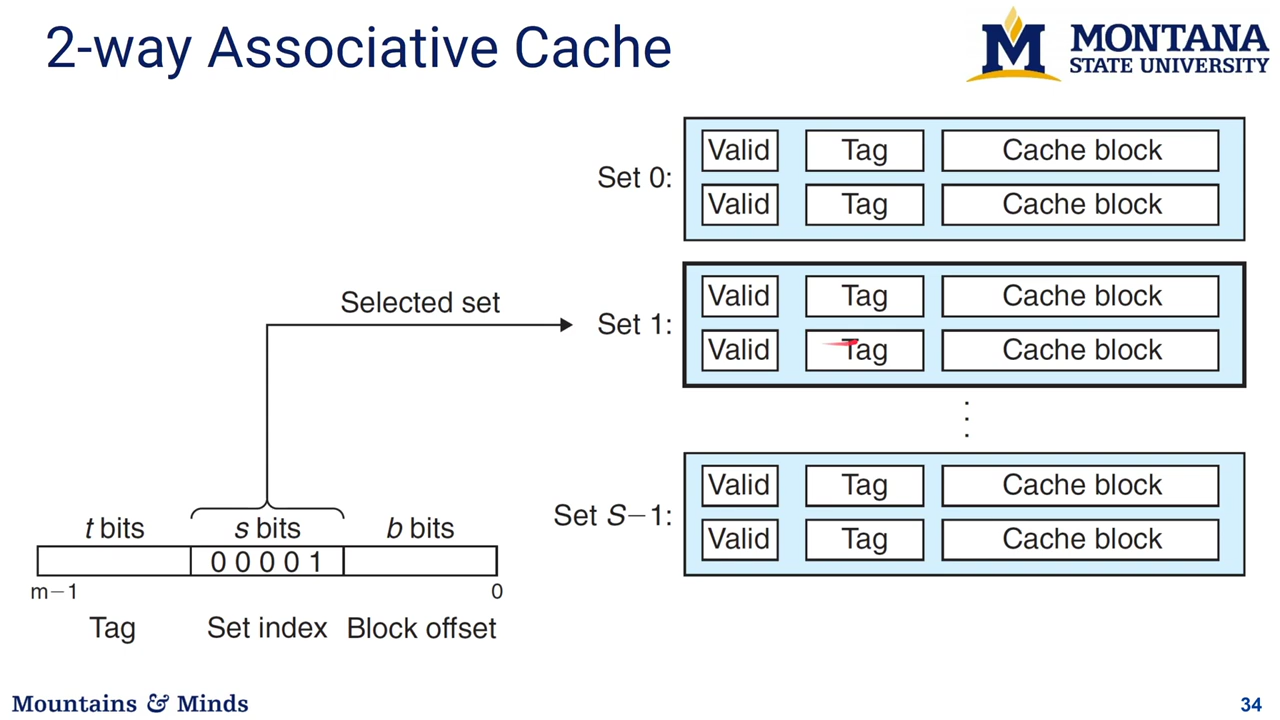 2-way Associative Cache
MONTANA
STATE UNIVERSITY
Set 0:
Valid Tag Cache block
Valid Tag Cache block
Selected set
Set 1:
Valid Tag Cache block
Valid Tag Cache block
Set S−1:
Valid Tag Cache block
Valid Tag Cache block
t bits s bits b bits
0 0 0 0 1
m−1 0
Tag Set index Block offset
Mountains & Minds
34